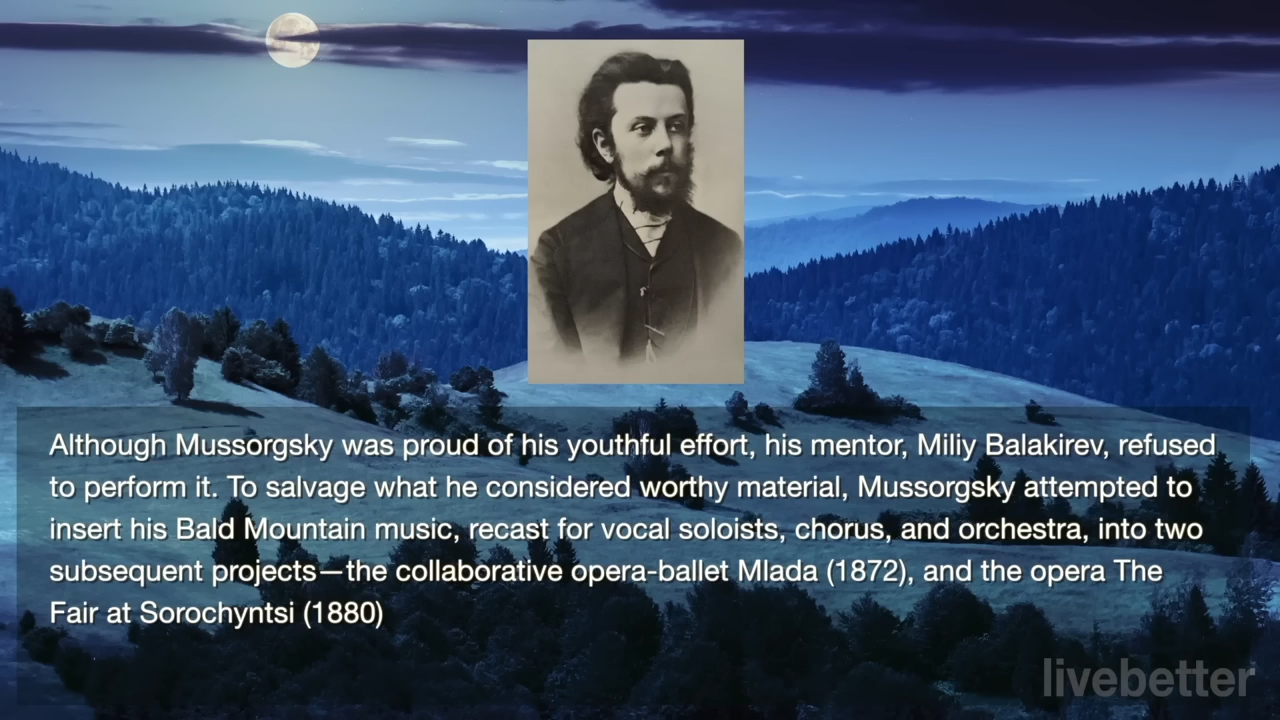 Although Mussorgsky was proud of his youthful effort, his mentor, Miliy Balakirev, refused
to perform it. To salvage what he considered worthy material, Mussorgsky attempted to
insert his Bald Mountain music, recast for vocal soloists, chorus, and orchestra, into two
subsequent projects—the collaborative opera-ballet Mlada (1872), and the opera The
Fair at Sorochyntsi (1880)
livebetter